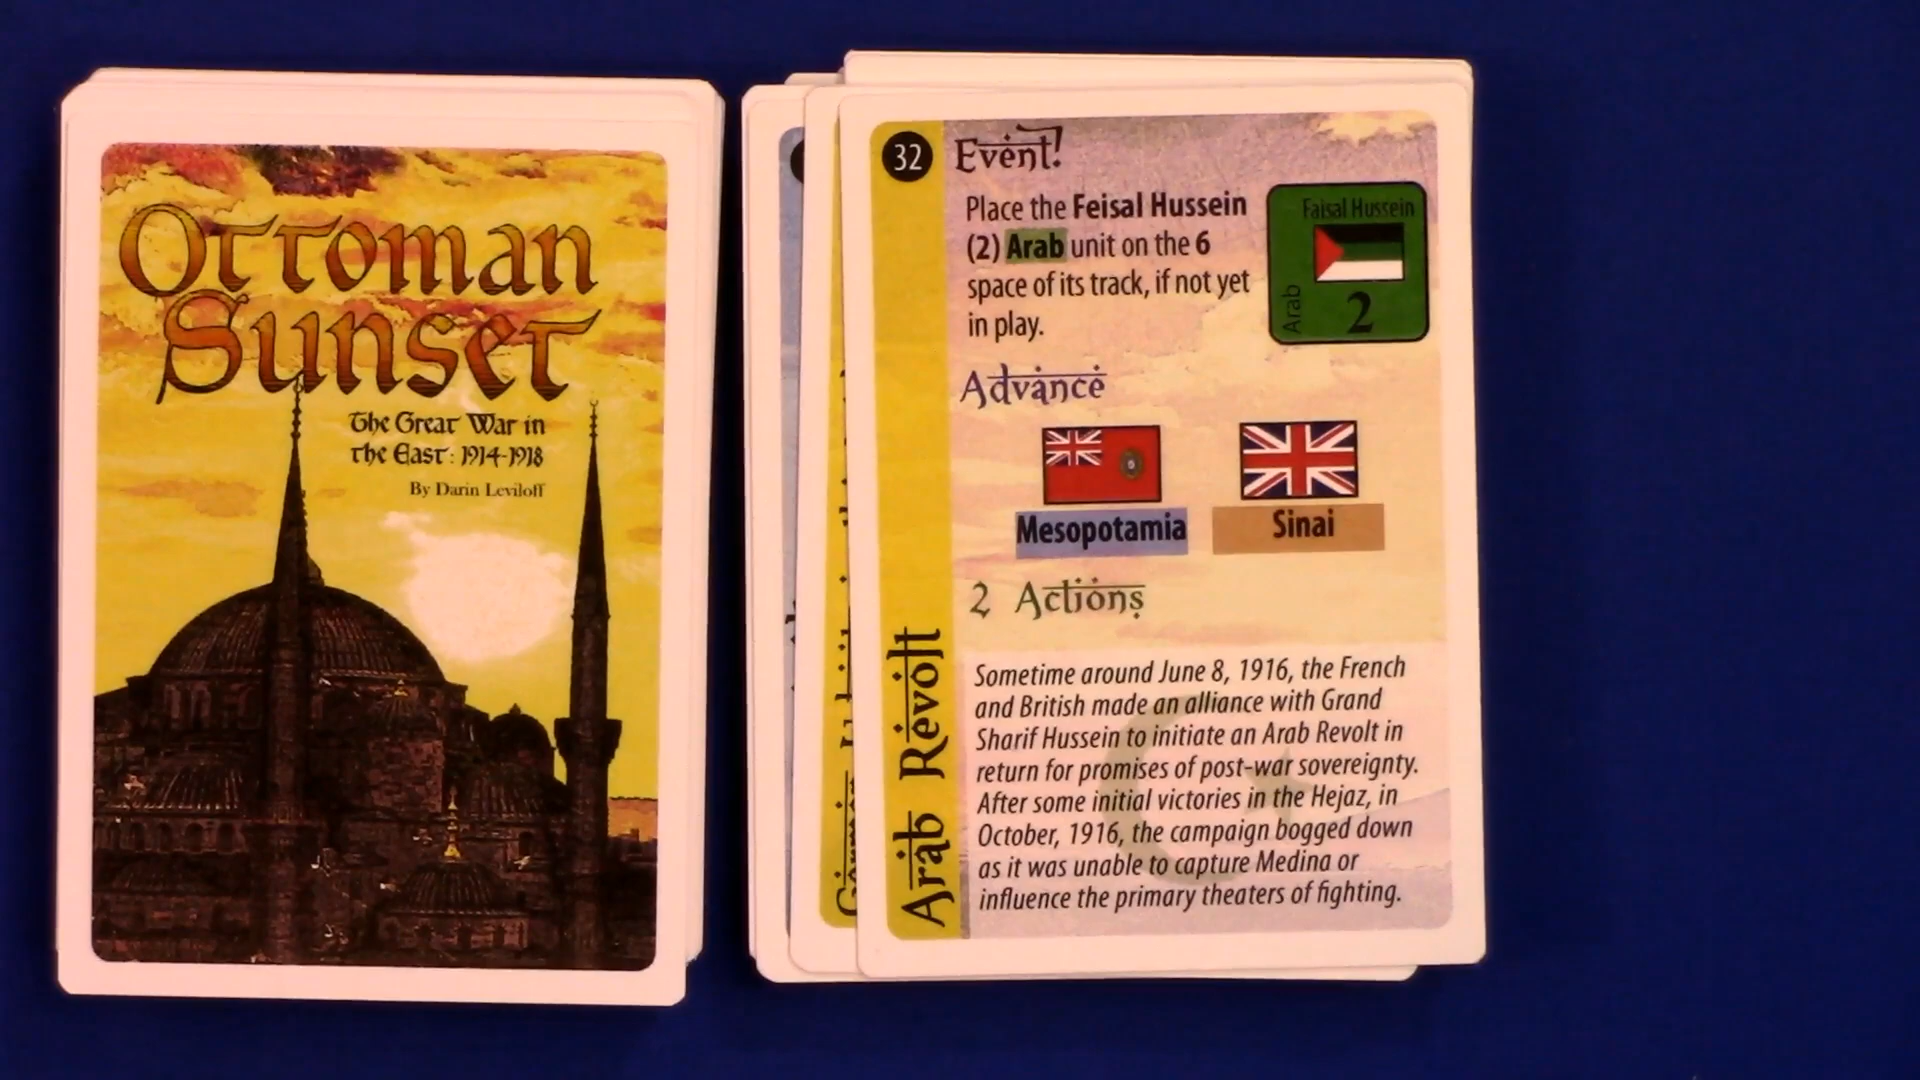 Ottoman
Sunset
The Great War in
the East: 1914-1918
By Darin Leviloff
32
Event!
Place the Feisal Hussein
(2) Arab unit on the 6
space of its track, if not yet
in play.
Faisal Hussein
Arab
2
Advance
Mesopotamia
Sinai
2 Actions
Arab Revolt
Sometime around June 8, 1916, the French
and British made an alliance with Grand
Sharif Hussein to initiate an Arab Revolt in
return for promises of post-war sovereignty.
After some initial victories in the Hejaz, in
October, 1916, the campaign bogged down
as it was unable to capture Medina or
influence the primary theaters of fighting.